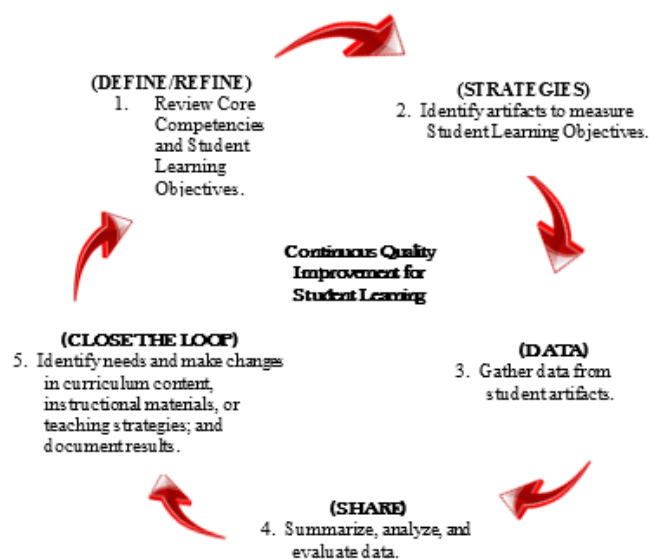 (DEFINE/REFINE)
1. Review Core
Competencies
and Student
Learning
Objectives.
(STRATEGIES)
2. Identify artifacts to measure
Student Learning Objectives.
Continuous Quality
Improvement for
Student Learning
(DATA)
3. Gather data from
student artifacts.
(SHARE)
4. Summarize, analyze, and
evaluate data.
(CLOSE THE LOOP)
5. Identify needs and make changes
in curriculum content,
instructional materials, or
teaching strategies; and
document results.